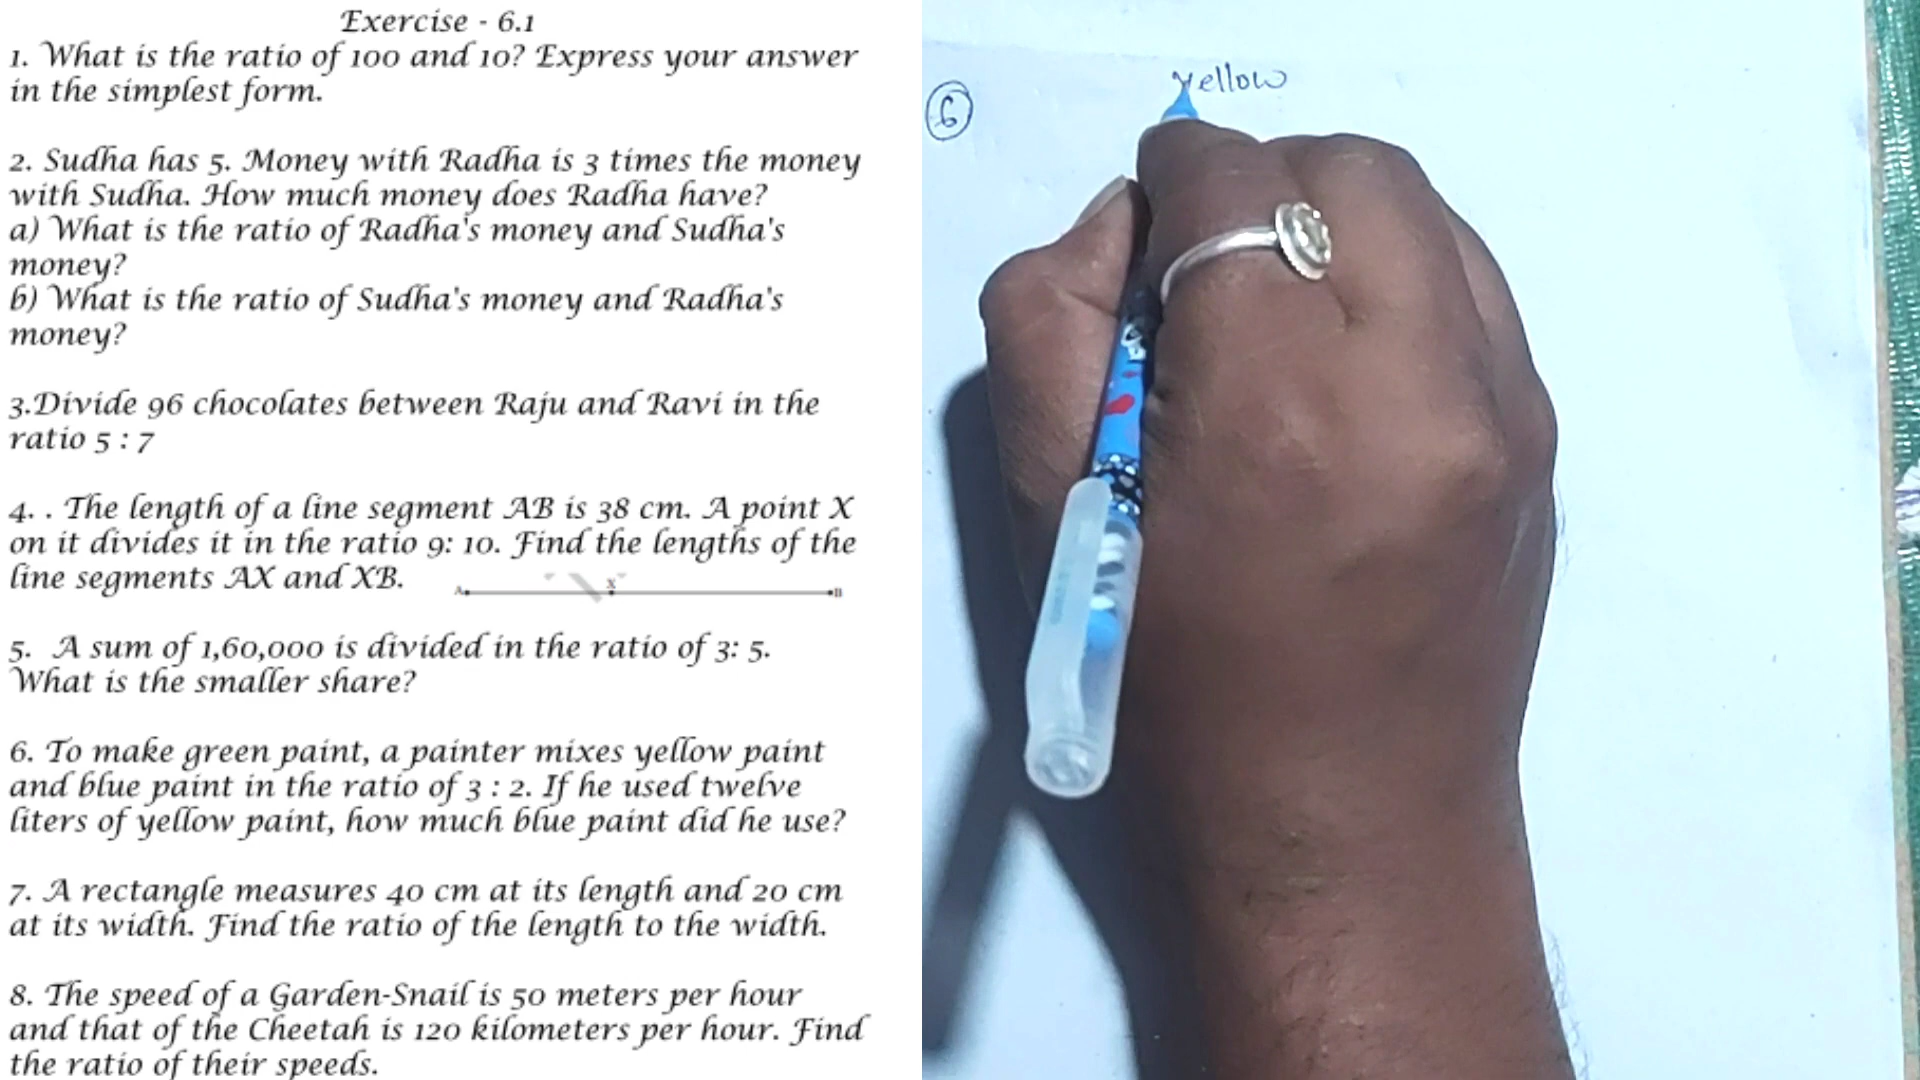 Exercise - 6.1
1. What is the ratio of 100 and 10? Express your answer
in the simplest form.
2. Sudha has 5. Money with Radha is 3 times the money
with Sudha. How much money does Radha have?
a) What is the ratio of Radha's money and Sudha's
money?
b) What is the ratio of Sudha's money and Radha's
money?
3.Divide 96 chocolates between Raju and Ravi in the
ratio 5 : 7
4. . The length of a line segment AB is 38 cm. A point X
on it divides it in the ratio 9: 10. Find the lengths of the
line segments AX and XB.
A X B
5. A sum of 1,60,000 is divided in the ratio of 3: 5.
What is the smaller share?
6. To make green paint, a painter mixes yellow paint
and blue paint in the ratio of 3 : 2. If he used twelve
liters of yellow paint, how much blue paint did he use?
7. A rectangle measures 40 cm at its length and 20 cm
at its width. Find the ratio of the length to the width.
8. The speed of a Garden-Snail is 50 meters per hour
and that of the Cheetah is 120 kilometers per hour. Find
the ratio of their speeds.
6
yellow